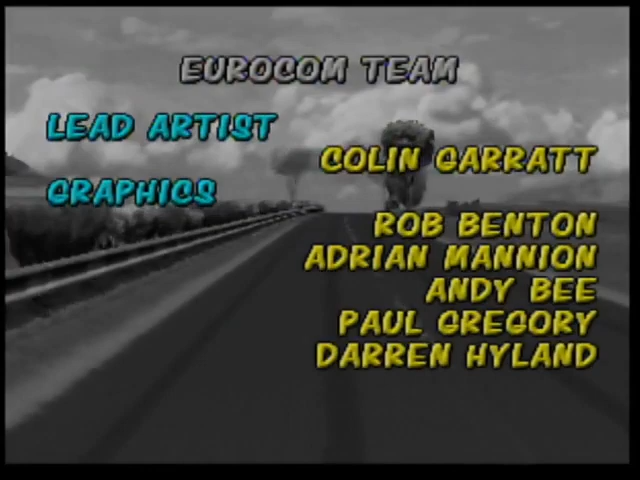 EUROCOM TEAM
LEAD ARTIST
COLIN GARRATT
GRAPHICS
ROB BENTON
ADRIAN MANNION
ANDY BEE
PAUL GREGORY
DARREN HYLAND